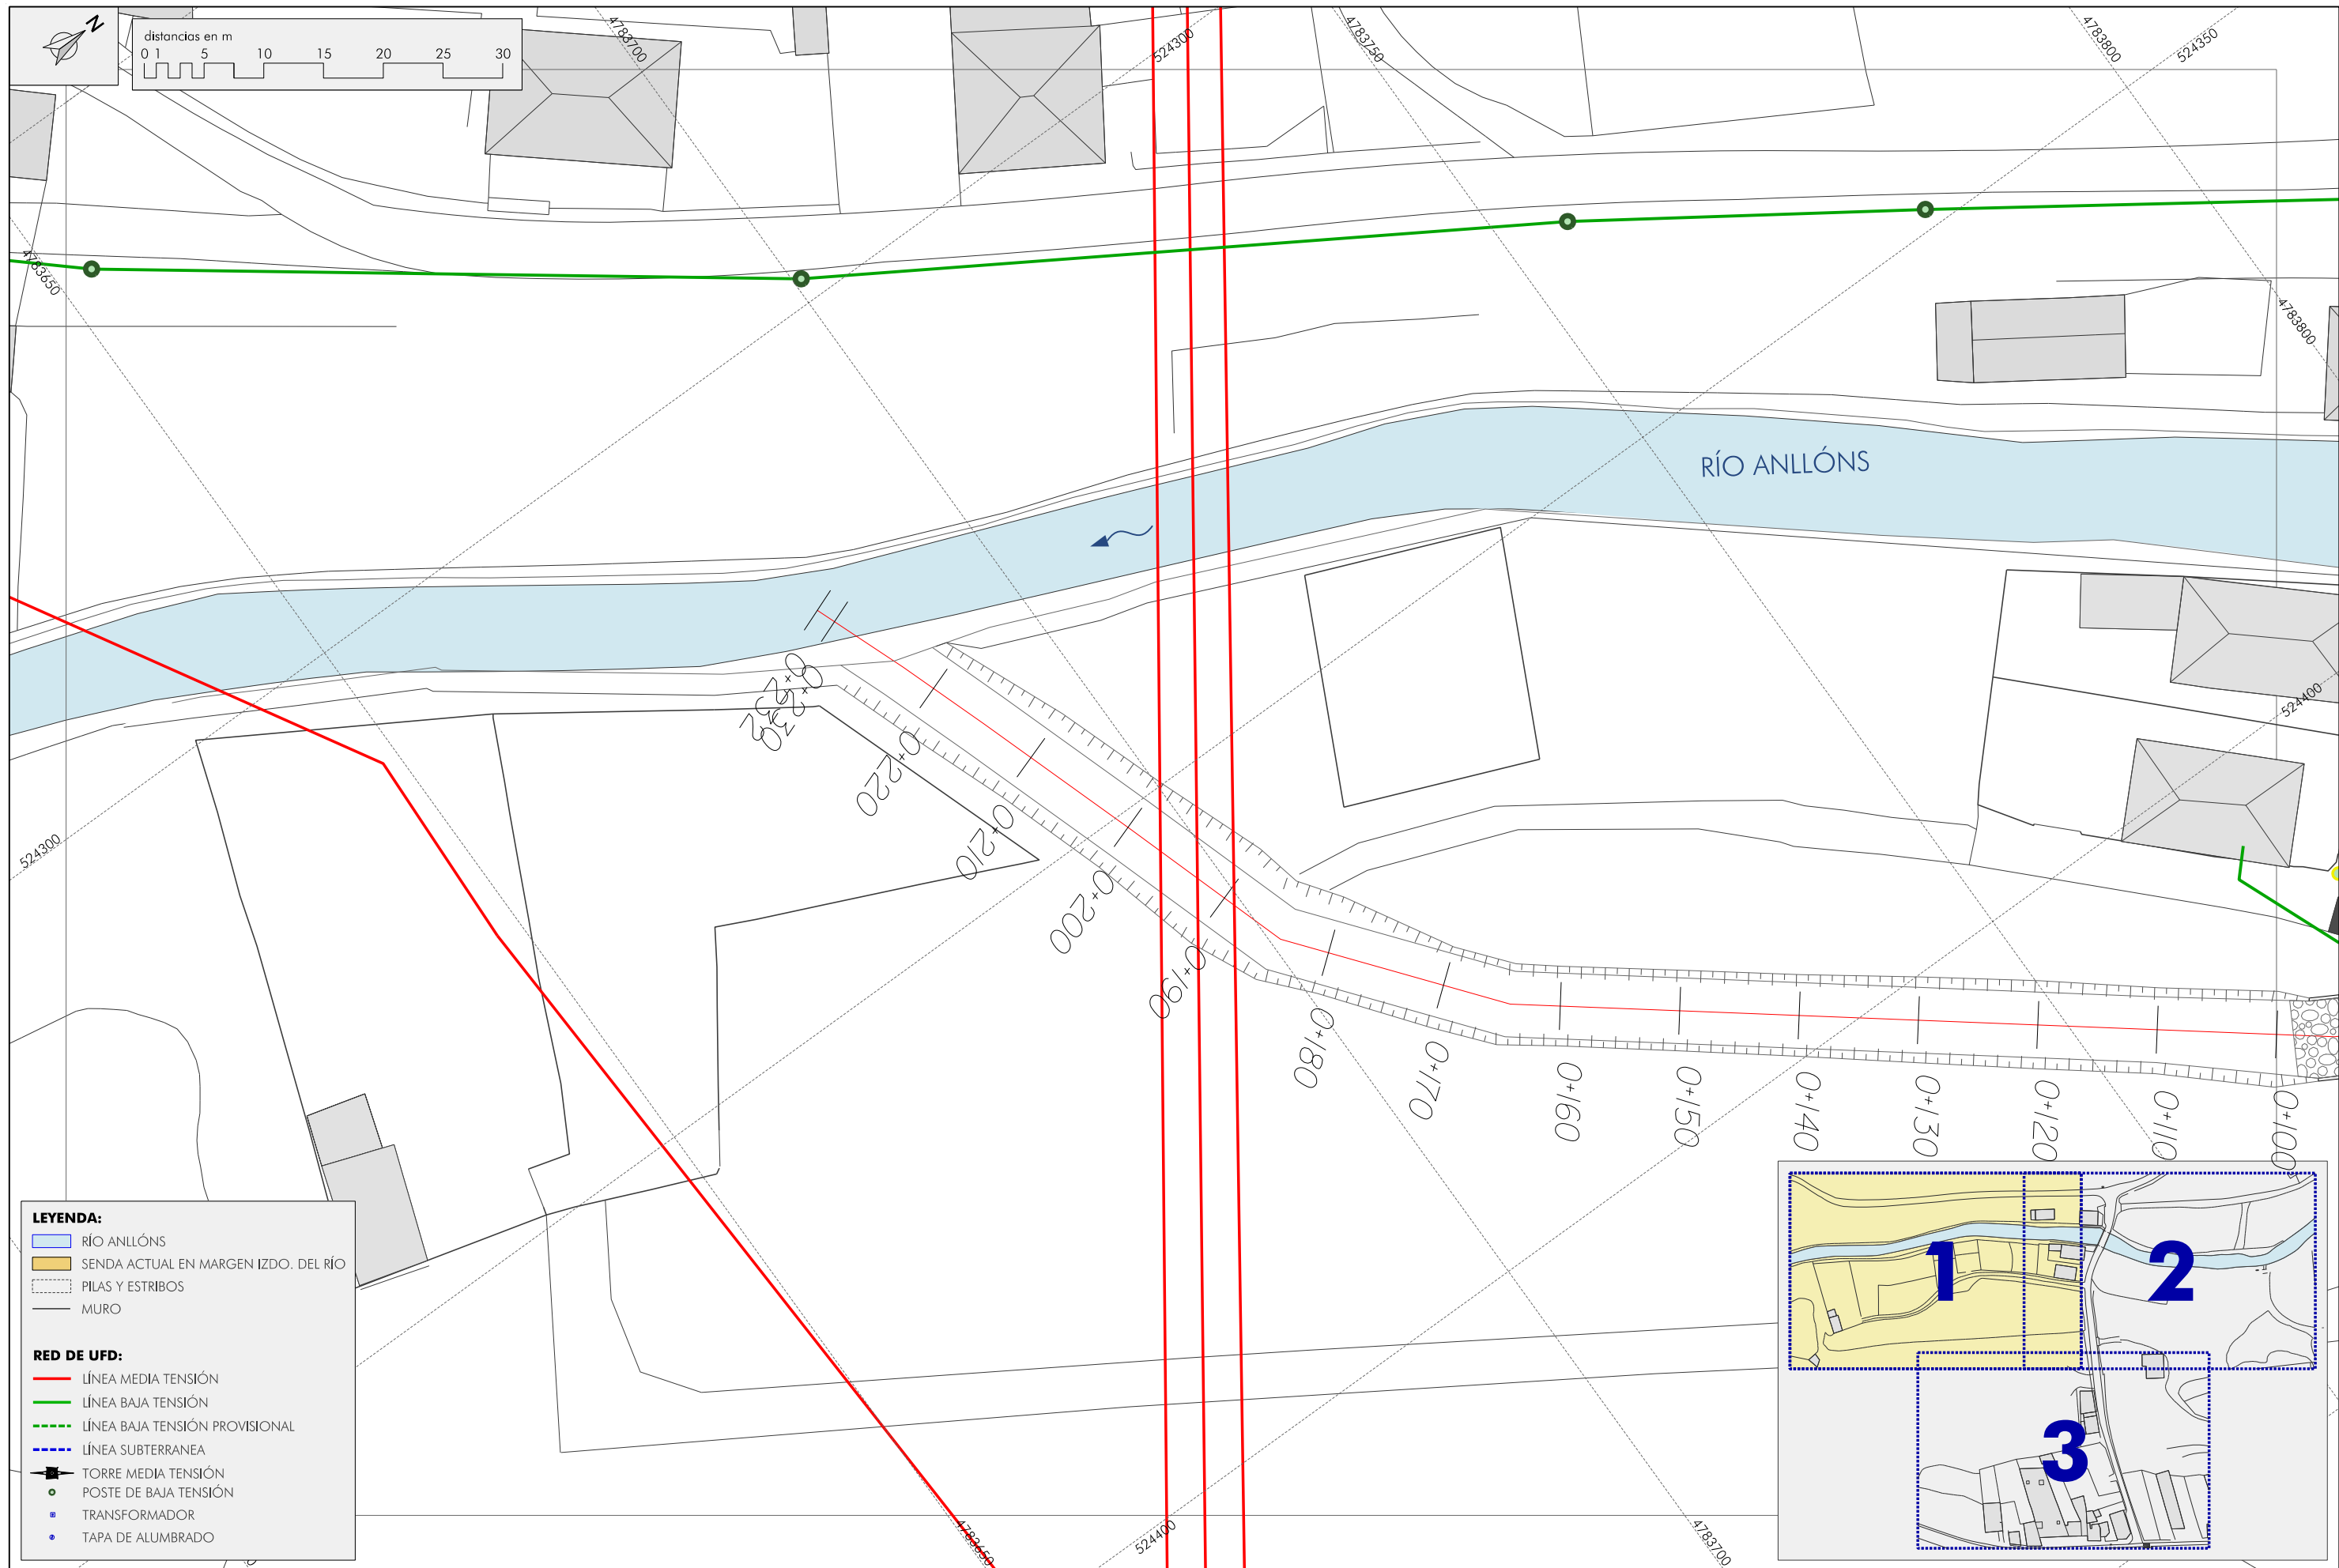 N
distancias en m
0 1 5 10 15 20 25 30
4783700
524300
4783750
4783800
524350
4783650
4783800
RÍO ANLLÓNS
524400
524300
0+232
0+230
0+220
0+210
0+200
0+190
0+180
0+170
0+160
0+150
0+140
0+130
0+120
0+110
0+100
LEYENDA:
RÍO ANLLÓNS
SENDA ACTUAL EN MARGEN IZDO. DEL RÍO
PILAS Y ESTRIBOS
MURO
RED DE UFD:
LÍNEA MEDIA TENSIÓN
LÍNEA BAJA TENSIÓN
LÍNEA BAJA TENSIÓN PROVISIONAL
LÍNEA SUBTERRANEA
TORRE MEDIA TENSIÓN
POSTE DE BAJA TENSIÓN
TRANSFORMADOR
TAPA DE ALUMBRADO
4783650
524400
4783700
1
2
3